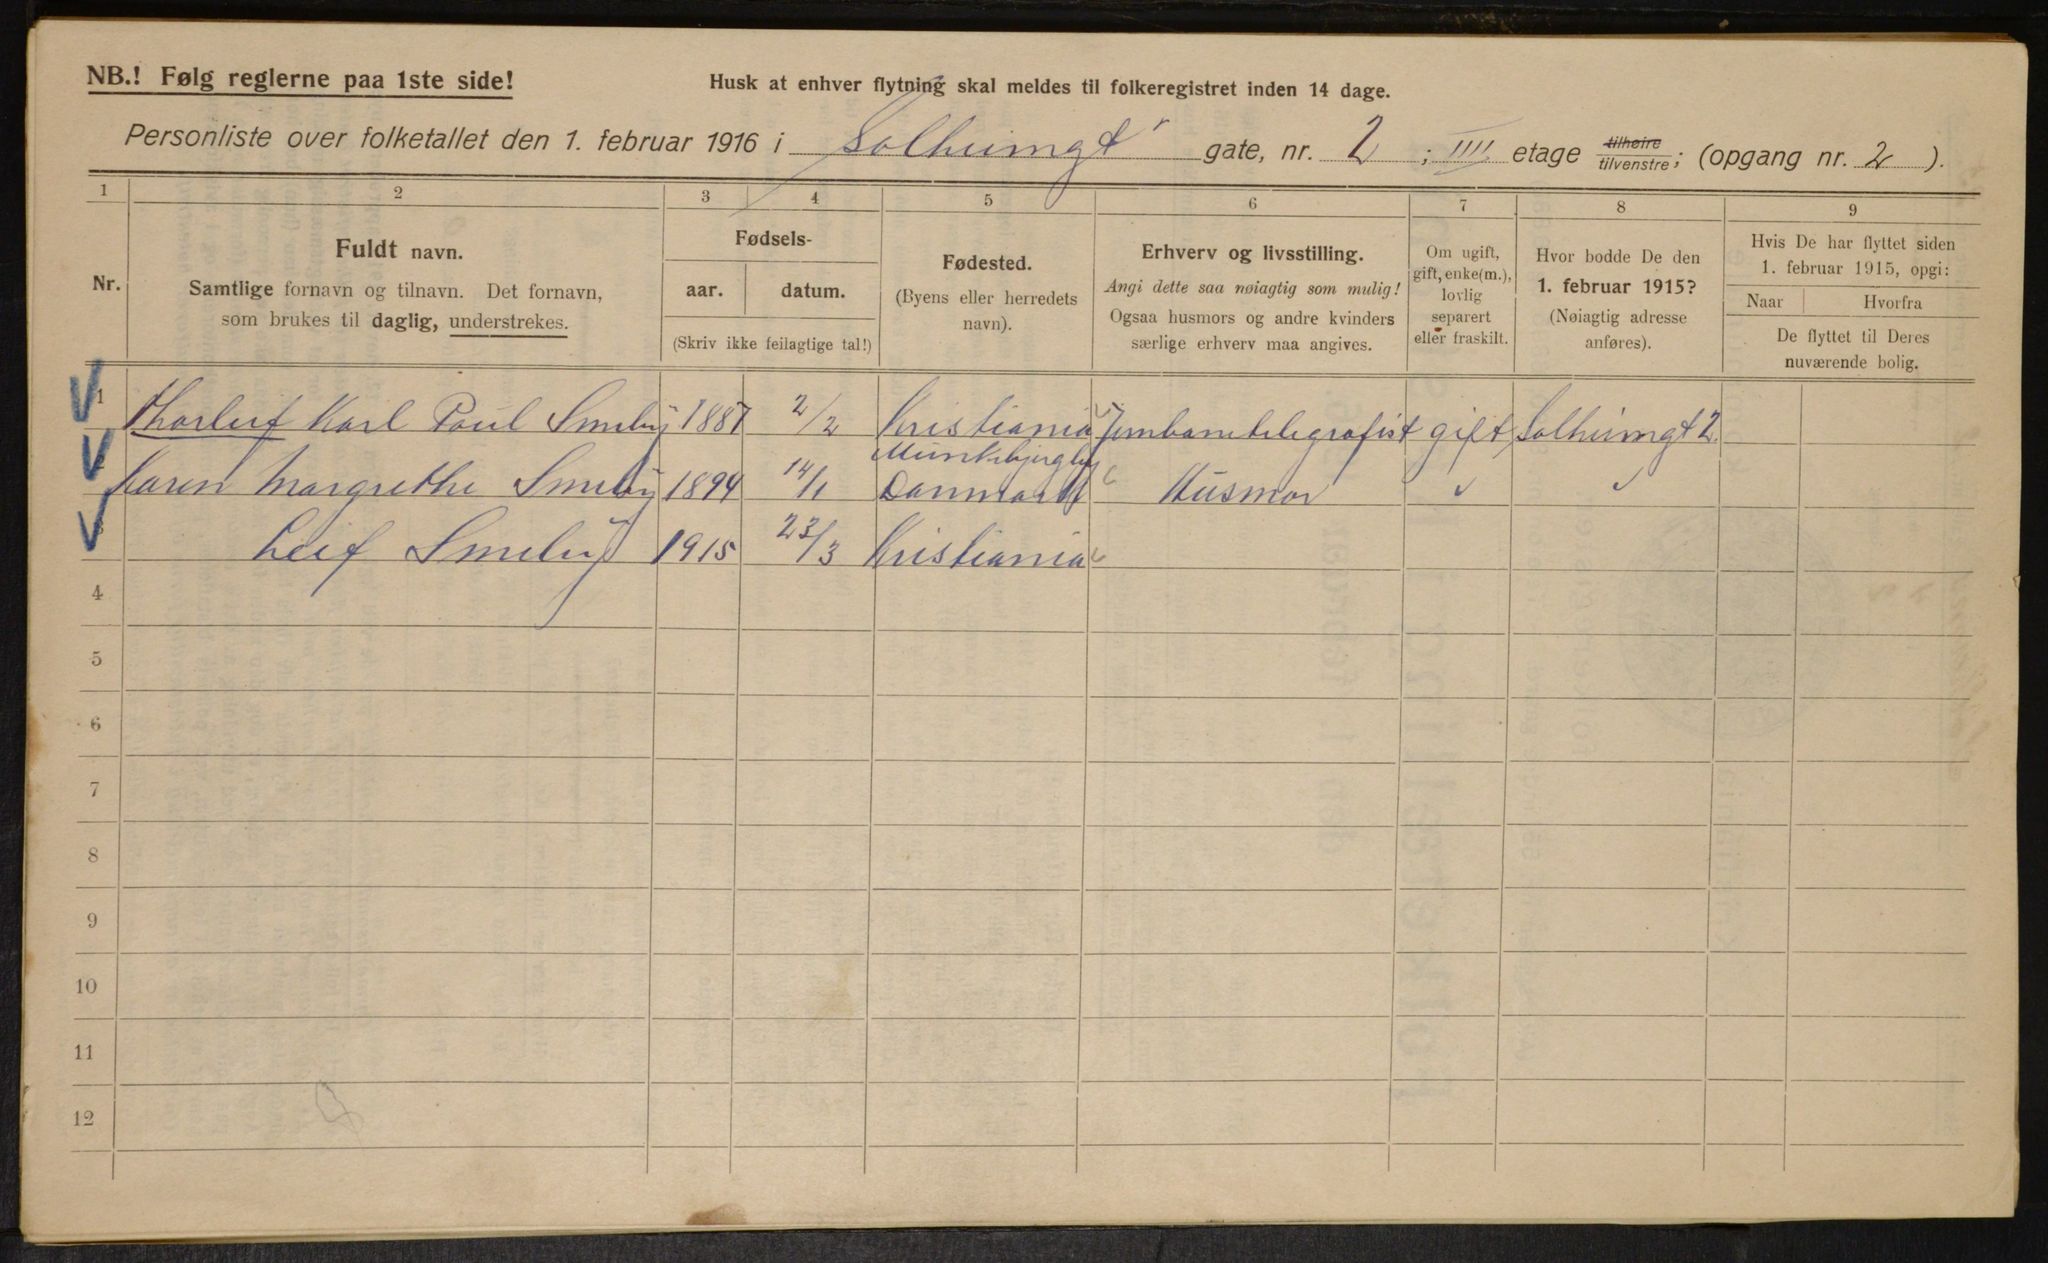 NB.! Følg reglerne paa 1ste side!
Husk at enhver flytning skal meldes til folkeregistret inden 14 dage.
Personliste over folketallet den 1. februar 1916 i Solheimgt gate, nr. 2 ; IIII etage tilhøire tilvenstre; (opgang nr. 2 ).
1 2 3 4 5 6 7 8 9
Nr.
Fuldt navn.
Samtlige fornavn og tilnavn. Det fornavn,
som brukes til daglig, understrekes.
Fødsels-
aar. datum.
(Skriv ikke feilagtige tal!)
Fødested.
(Byens eller herredets
navn).
Erhverv og livsstilling.
Angi dette saa nøiagtig som mulig!
Ogsaa husmors og andre kvinders
særlige erhverv maa angives.
Om ugift,
gift, enke(m.),
lovlig
separert
eller fraskilt.
Hvor bodde De den
1. februar 1915?
(Nøiagtig adresse
anføres).
Hvis De har flyttet siden
1. februar 1915, opgi:
Naar Hvorfra
De flyttet til Deres
nuværende bolig.
1 Thorleif Karl Paul Smeby 1887 2/2 Kristiania Jernbanetelegrafist gift Solheimgt 2.
Karen Margrethe Smeby 1894 14/1 Munksbjergby Danmark Husmor
3 Leif Smeby 1915 23/3 Kristiania
4
5
6
7
8
9
10
11
12